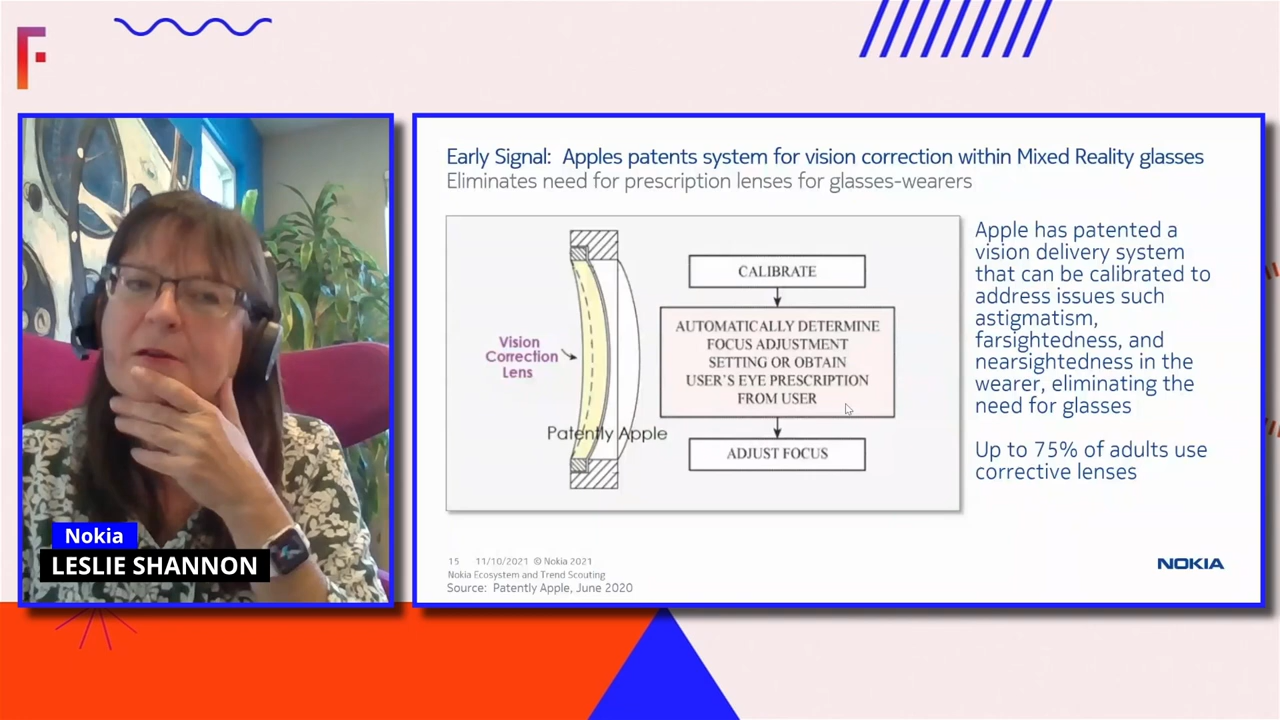 F
Nokia
LESLIE SHANNON
Early Signal: Apples patents system for vision correction within Mixed Reality glasses
Eliminates need for prescription lenses for glasses-wearers
Vision
Correction
Lens
Patently Apple
CALIBRATE
AUTOMATICALLY DETERMINE
FOCUS ADJUSTMENT
SETTING OR OBTAIN
USER'S EYE PRESCRIPTION
FROM USER
ADJUST FOCUS
Apple has patented a
vision delivery system
that can be calibrated to
address issues such
astigmatism,
farsightedness, and
nearsightedness in the
wearer, eliminating the
need for glasses
Up to 75% of adults use
corrective lenses
15 11/10/2021 © Nokia 2021
Nokia Ecosystem and Trend Scouting
Source: Patently Apple, June 2020
NOKIA